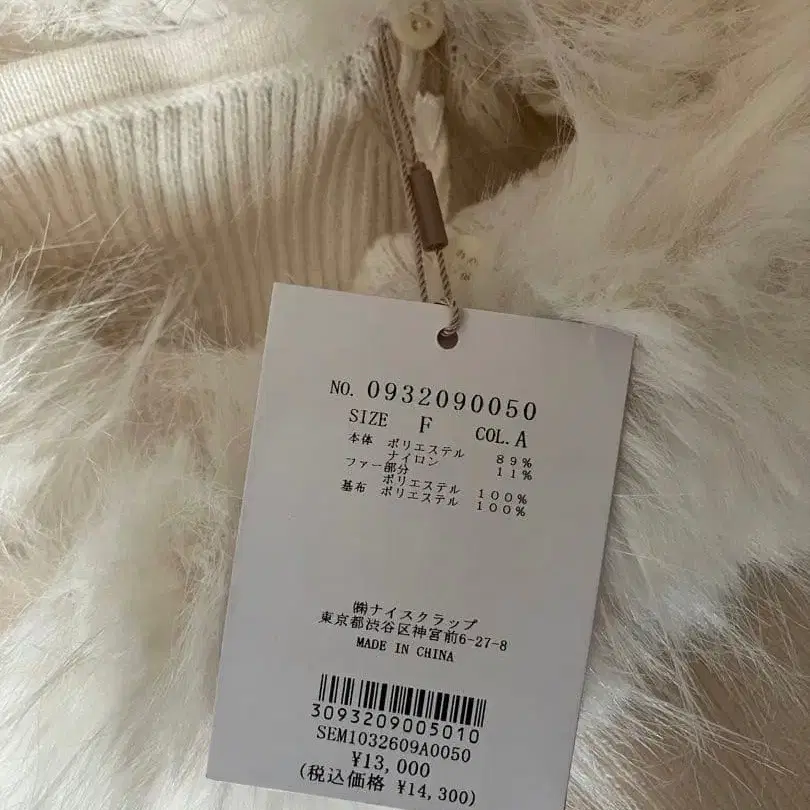 NO. 0932090050
SIZE F COL. A
本体 ポリエステル 89%
ナイロン 11%
ファー部分
ポリエステル 100%
基布 ポリエステル 100%
㈱ナイスクラップ
東京都渋谷区神宮前6-27-8
MADE IN CHINA
3093209005010
SEM1032609A0050
¥13,000
(税込価格 ¥14,300)